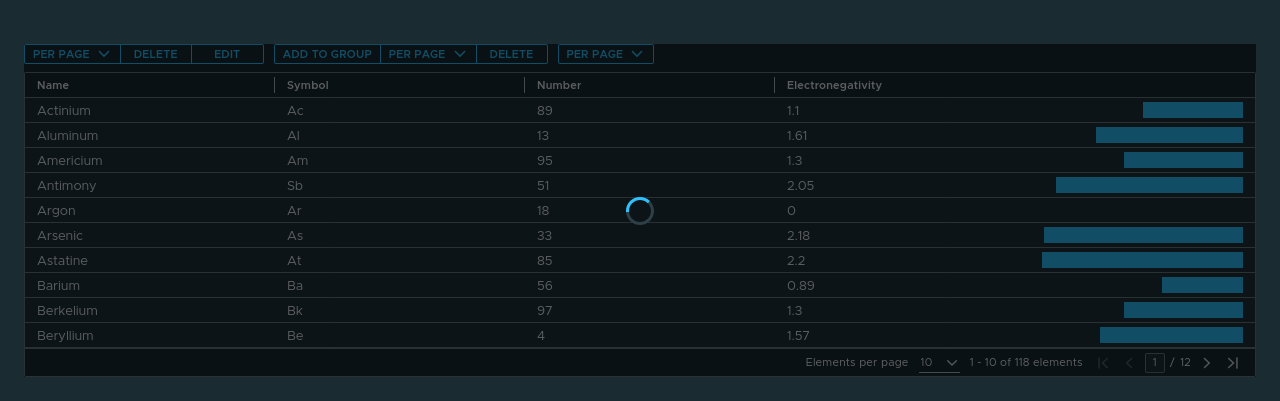 PER PAGE DELETE EDIT ADD TO GROUP PER PAGE DELETE PER PAGE
Name Symbol Number Electronegativity
Actinium Ac 89 1.1
Aluminum Al 13 1.61
Americium Am 95 1.3
Antimony Sb 51 2.05
Argon Ar 18 0
Arsenic As 33 2.18
Astatine At 85 2.2
Barium Ba 56 0.89
Berkelium Bk 97 1.3
Beryllium Be 4 1.57
Elements per page 10 1 - 10 of 118 elements 1 / 12